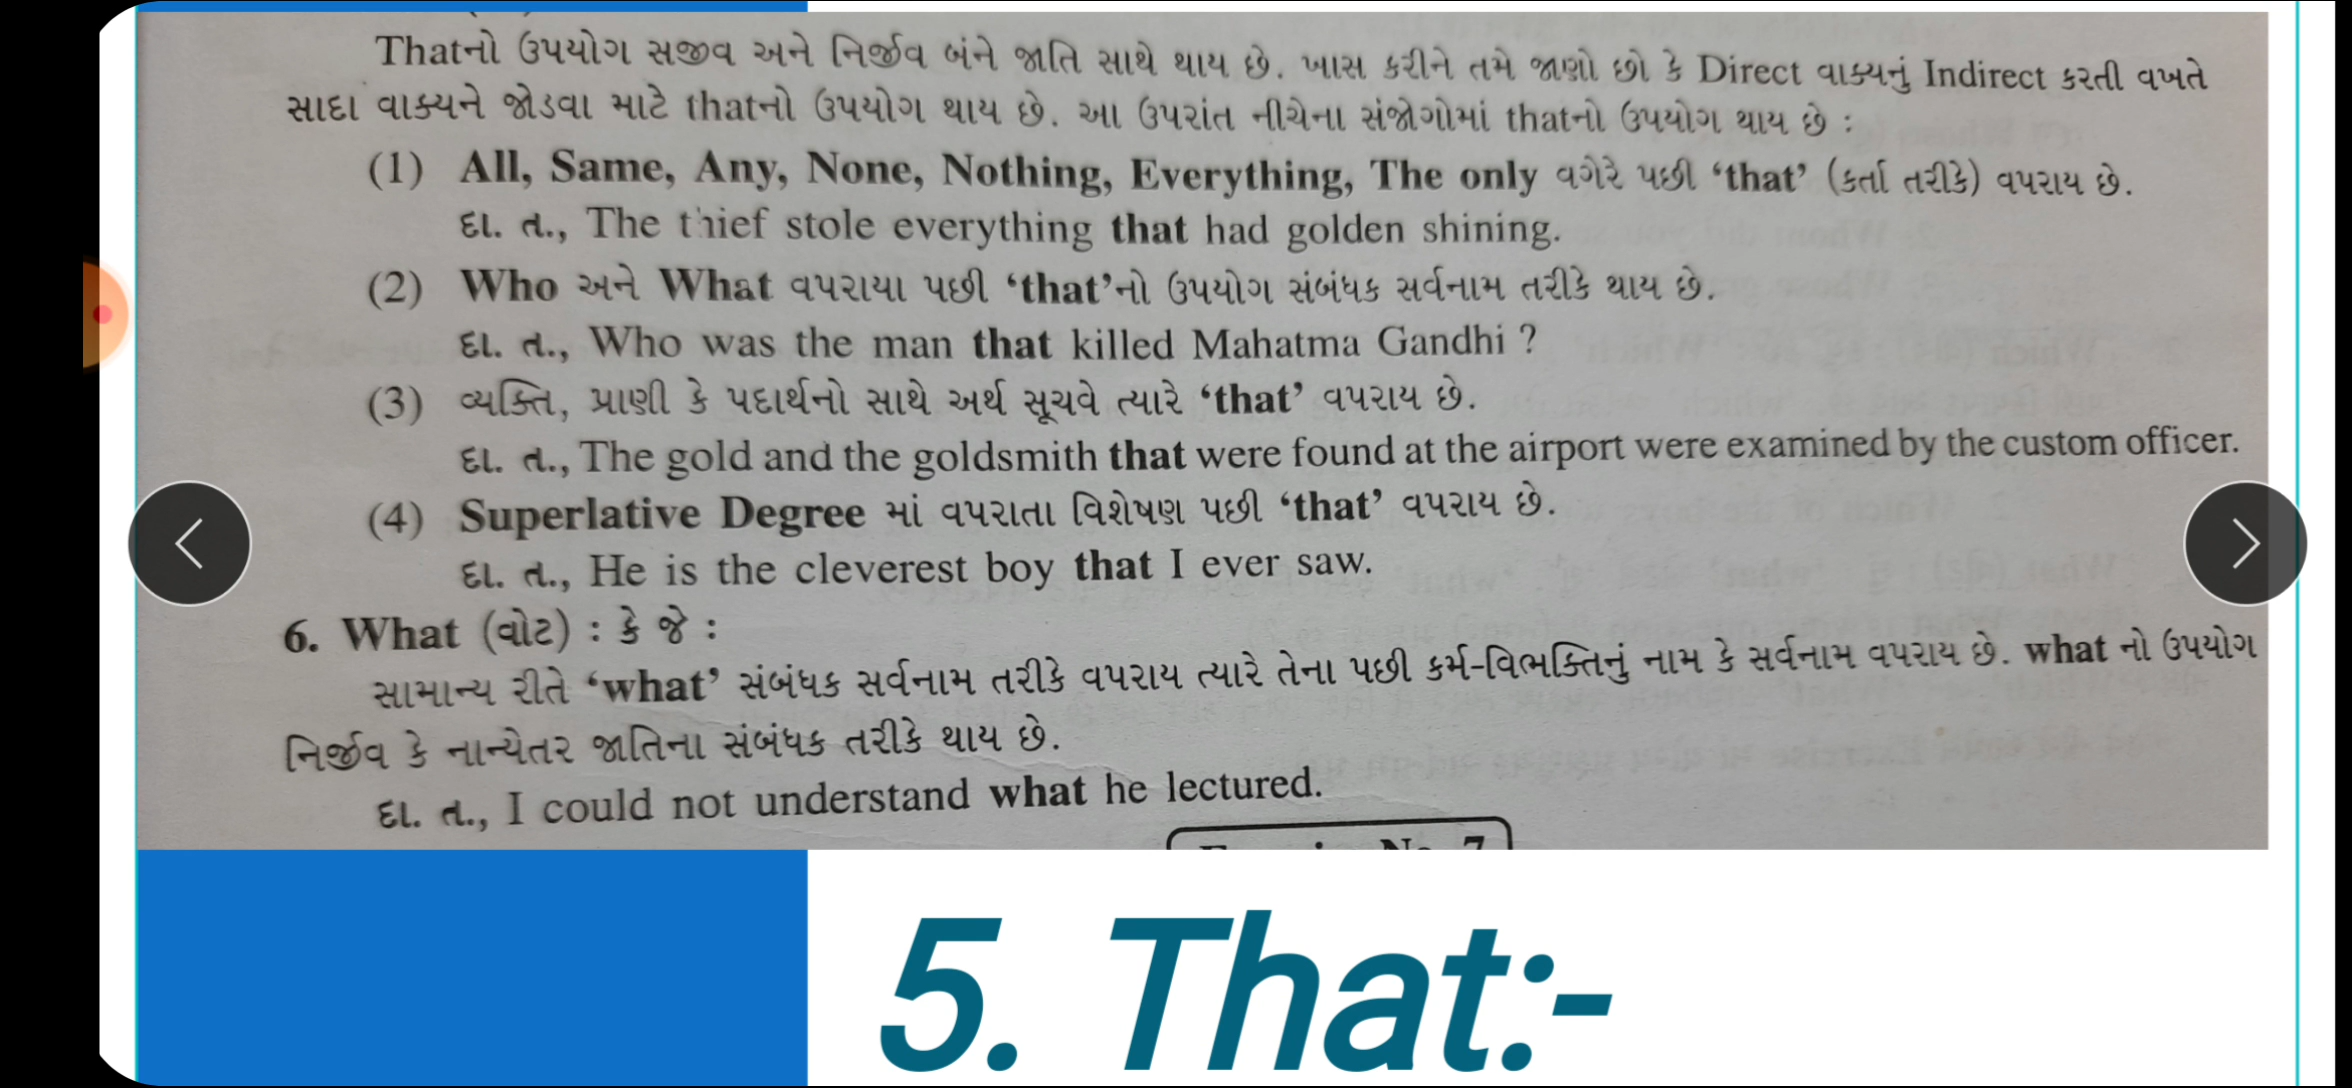 Thatનો ઉપયોગ સજીવ અને નિર્જીવ બંને જાતિ સાથે થાય છે. ખાસ કરીને તમે જાણો છો કે Direct વાક્યનું Indirect કરતી વખતે
સાદા વાક્યને જોડવા માટે thatનો ઉપયોગ થાય છે. આ ઉપરાંત નીચેના સંજોગોમાં thatનો ઉપયોગ થાય છે :
(1) All, Same, Any, None, Nothing, Everything, The only વગેરે પછી ‘that’ (કર્તા તરીકે) વપરાય છે.
દા. ત., The thief stole everything that had golden shining.
(2) Who અને What વપરાયા પછી ‘that’નો ઉપયોગ સંબંધક સર્વનામ તરીકે થાય છે.
દા. ત., Who was the man that killed Mahatma Gandhi ?
(3) વ્યક્તિ, પ્રાણી કે પદાર્થનો સાથે અર્થ સૂચવે ત્યારે ‘that’ વપરાય છે.
દા. ત., The gold and the goldsmith that were found at the airport were examined by the custom officer.
(4) Superlative Degree માં વપરાતા વિશેષણ પછી ‘that’ વપરાય છે.
દા. ત., He is the cleverest boy that I ever saw.
6. What (વોટ) : કે જે :
સામાન્ય રીતે ‘what’ સંબંધક સર્વનામ તરીકે વપરાય ત્યારે તેના પછી કર્મ-વિભક્તિનું નામ કે સર્વનામ વપરાય છે. what નો ઉપયોગ
નિર્જીવ કે નાન્યેતર જાતિના સંબંધક તરીકે થાય છે.
દા. ત., I could not understand what he lectured.
5. That:-